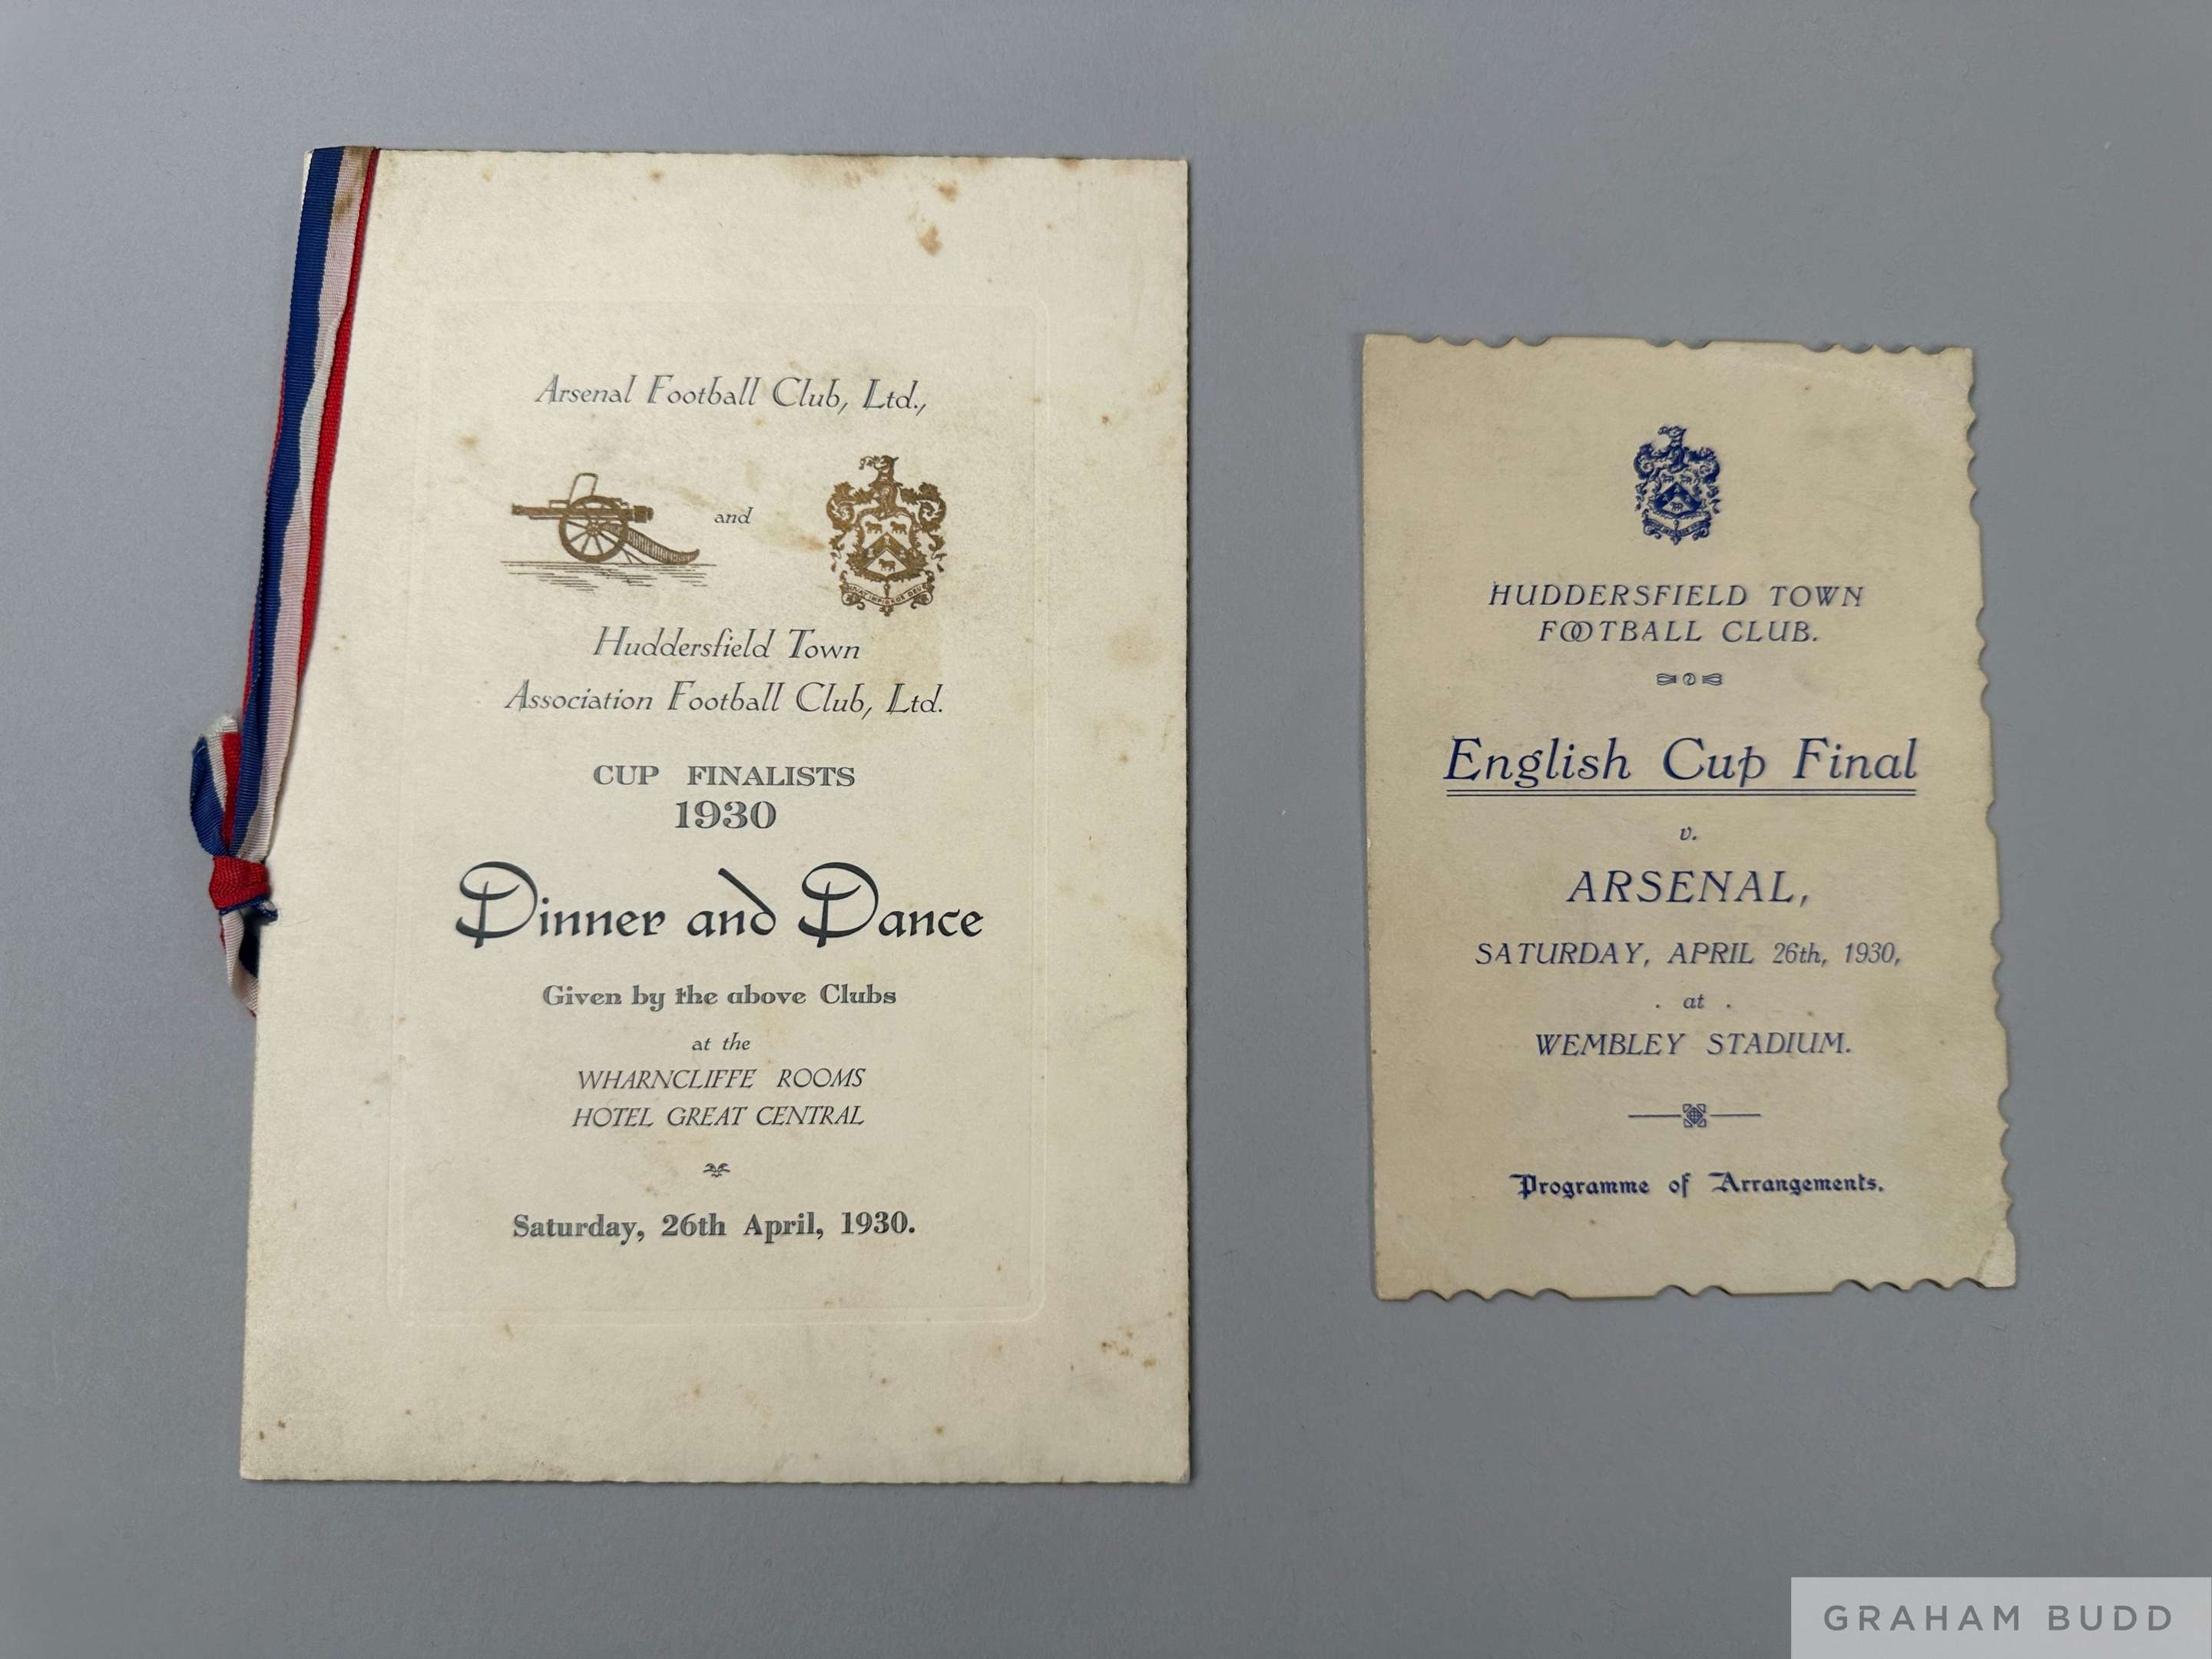 Arsenal Football Club, Ltd.,
and
Huddersfield Town
Association Football Club, Ltd.
CUP FINALISTS
1930
Dinner and Dance
Given by the above Clubs
at the
WHARNCLIFFE ROOMS
HOTEL GREAT CENTRAL
Saturday, 26th April, 1930.
HUDDERSFIELD TOWN
FOOTBALL CLUB.
English Cup Final
v.
ARSENAL,
SATURDAY, APRIL 26th, 1930,
. at .
WEMBLEY STADIUM.
Programme of Arrangements.
GRAHAM BUDD